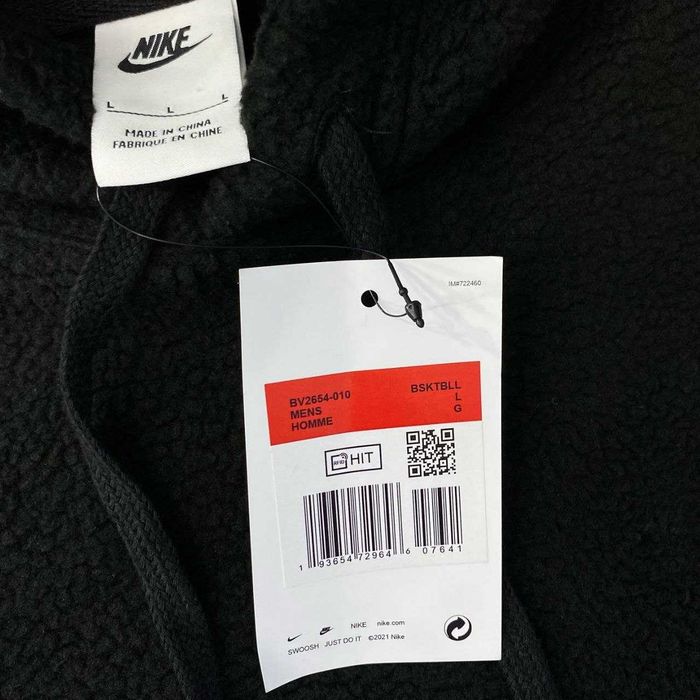 NIKE
L L L
MADE IN CHINA
FABRIQUE EN CHINE
IM#722460
BV2654-010 BSKTBLL
MENS L
HOMME G
RFID HIT
1 93654 72964 6 07641
NIKE nike.com
SWOOSH JUST DO IT ©2021 Nike